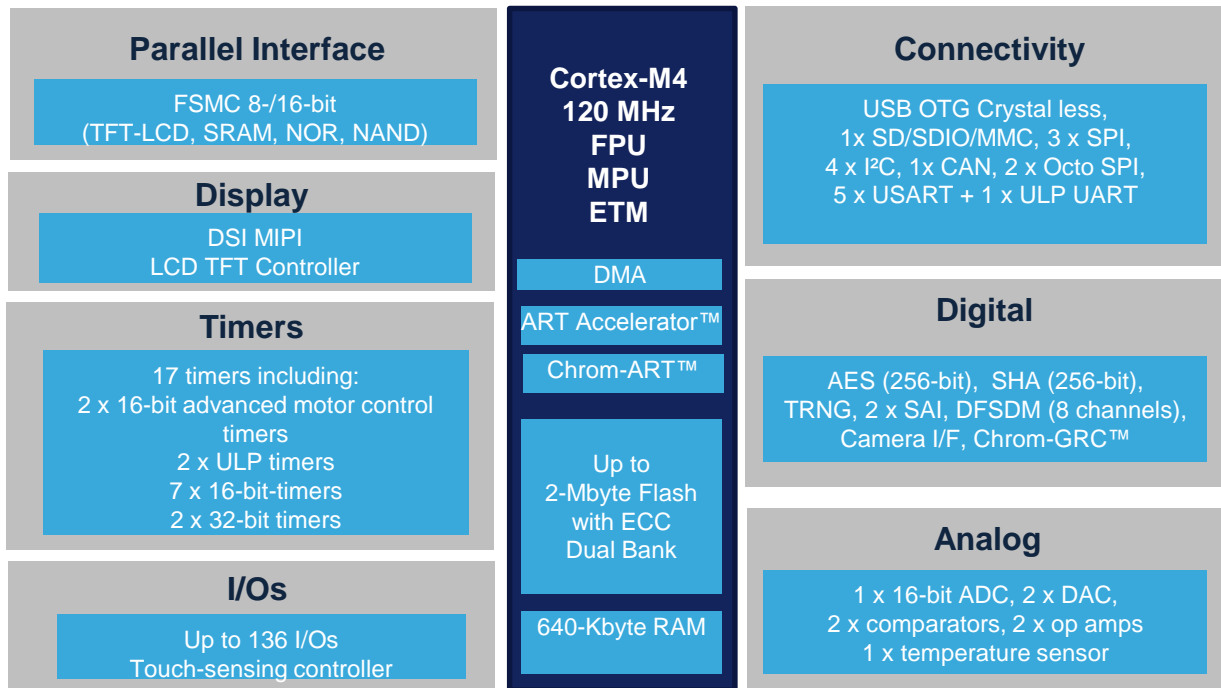 Parallel Interface
FSMC 8-/16-bit
(TFT-LCD, SRAM, NOR, NAND)
Display
DSI MIPI
LCD TFT Controller
Timers
17 timers including:
2 x 16-bit advanced motor control
timers
2 x ULP timers
7 x 16-bit-timers
2 x 32-bit timers
I/Os
Up to 136 I/Os
Touch-sensing controller
Cortex-M4
120 MHz
FPU
MPU
ETM
DMA
ART Accelerator™
Chrom-ART™
Up to
2-Mbyte Flash
with ECC
Dual Bank
640-Kbyte RAM
Connectivity
USB OTG Crystal less,
1x SD/SDIO/MMC, 3 x SPI,
4 x I²C, 1x CAN, 2 x Octo SPI,
5 x USART + 1 x ULP UART
Digital
AES (256-bit), SHA (256-bit),
TRNG, 2 x SAI, DFSDM (8 channels),
Camera I/F, Chrom-GRC™
Analog
1 x 16-bit ADC, 2 x DAC,
2 x comparators, 2 x op amps
1 x temperature sensor